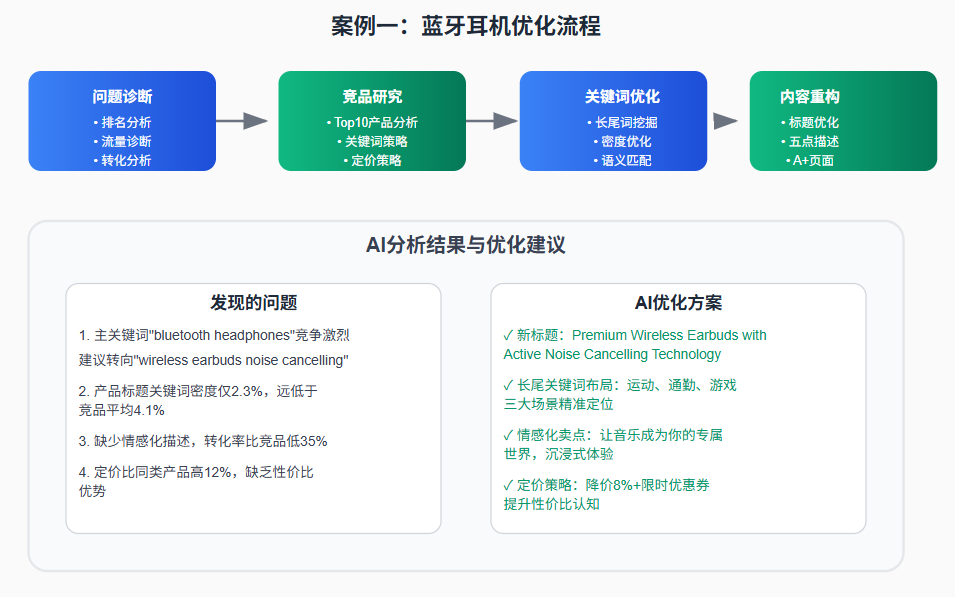 案例一：蓝牙耳机优化流程
问题诊断
• 排名分析
• 流量诊断
• 转化分析
竞品研究
• Top10产品分析
• 关键词策略
• 定价策略
关键词优化
• 长尾词挖掘
• 密度优化
• 语义匹配
内容重构
• 标题优化
• 五点描述
• A+页面
AI分析结果与优化建议
发现的问题
1. 主关键词"bluetooth headphones"竞争激烈
建议转向"wireless earbuds noise cancelling"
2. 产品标题关键词密度仅2.3%，远低于
竞品平均4.1%
3. 缺少情感化描述，转化率比竞品低35%
4. 定价比同类产品高12%，缺乏性价比
优势
AI优化方案
✓ 新标题：Premium Wireless Earbuds with
Active Noise Cancelling Technology
✓ 长尾关键词布局：运动、通勤、游戏
三大场景精准定位
✓ 情感化卖点：让音乐成为你的专属
世界，沉浸式体验
✓ 定价策略：降价8%+限时优惠券
提升性价比认知